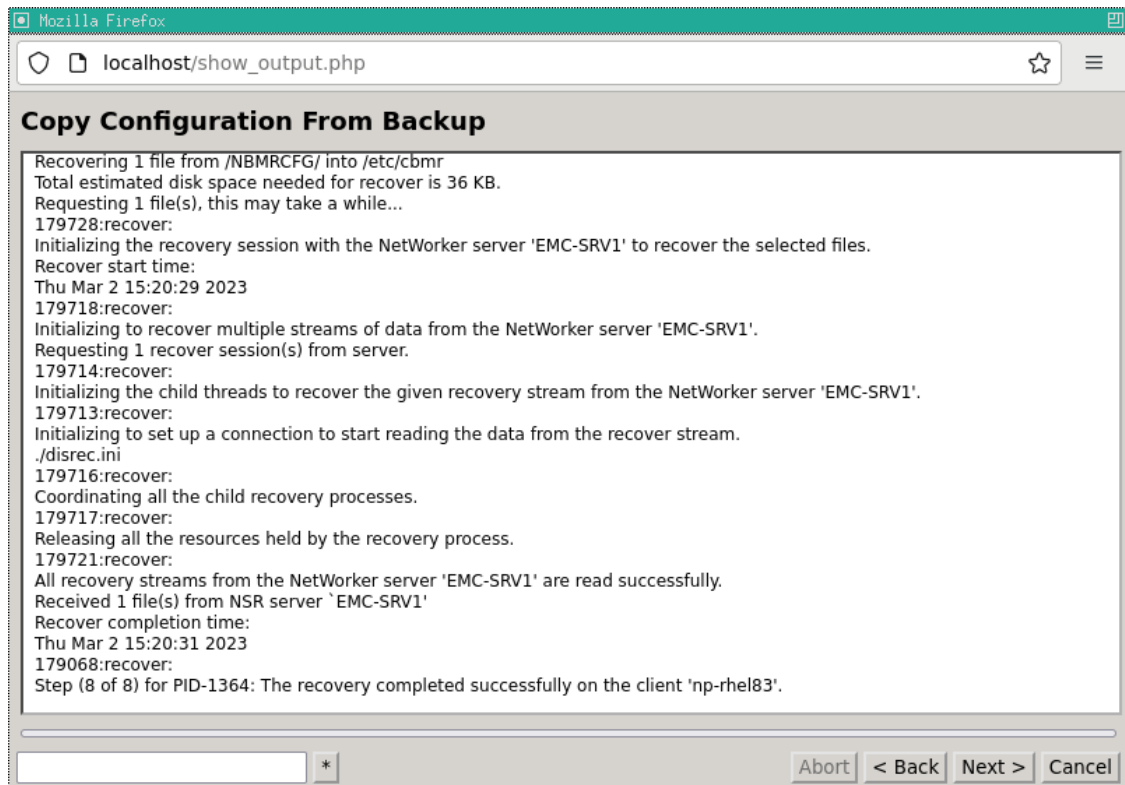 Mozilla Firefox
localhost/show_output.php
Copy Configuration From Backup
Recovering 1 file from /NBMRCFG/ into /etc/cbmr
Total estimated disk space needed for recover is 36 KB.
Requesting 1 file(s), this may take a while...
179728:recover:
Initializing the recovery session with the NetWorker server 'EMC-SRV1' to recover the selected files.
Recover start time:
Thu Mar 2 15:20:29 2023
179718:recover:
Initializing to recover multiple streams of data from the NetWorker server 'EMC-SRV1'.
Requesting 1 recover session(s) from server.
179714:recover:
Initializing the child threads to recover the given recovery stream from the NetWorker server 'EMC-SRV1'.
179713:recover:
Initializing to set up a connection to start reading the data from the recover stream.
./disrec.ini
179716:recover:
Coordinating all the child recovery processes.
179717:recover:
Releasing all the resources held by the recovery process.
179721:recover:
All recovery streams from the NetWorker server 'EMC-SRV1' are read successfully.
Received 1 file(s) from NSR server `EMC-SRV1'
Recover completion time:
Thu Mar 2 15:20:31 2023
179068:recover:
Step (8 of 8) for PID-1364: The recovery completed successfully on the client 'np-rhel83'.
* Abort < Back Next > Cancel